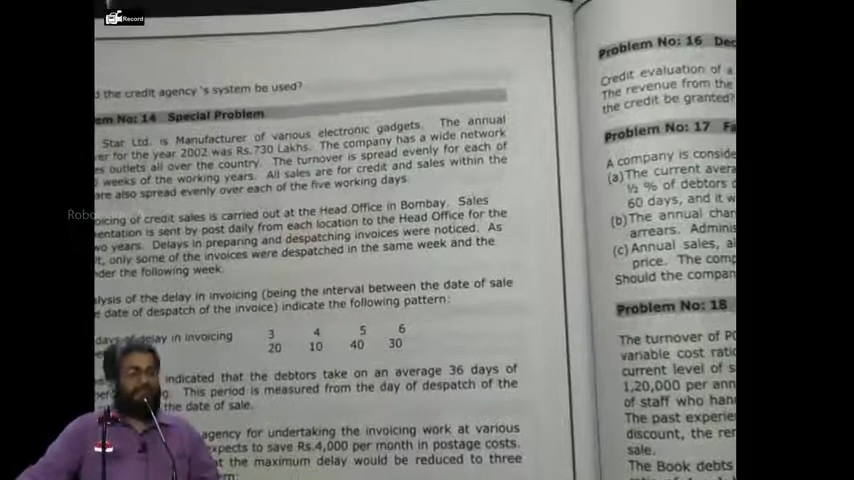 Record
d the credit agency 's system be used?
em No: 14 Special Problem
Star Ltd. is Manufacturer of various electronic gadgets. The annual
er for the year 2002 was Rs.730 Lakhs. The company has a wide network
es outlets all over the country. The turnover is spread evenly for each of
weeks of the working years. All sales are for credit and sales within the
are also spread evenly over each of the five working days.
oicing of credit sales is carried out at the Head Office in Bombay. Sales
entation is sent by post daily from each location to the Head Office for the
wo years. Delays in preparing and despatching invoices were noticed. As
t, only some of the invoices were despatched in the same week and the
der the following week.
lysis of the delay in invoicing (being the interval between the date of sale
e date of despatch of the invoice) indicate the following pattern:
days of delay in invoicing 3 4 5 6
20 10 40 30
indicated that the debtors take on an average 36 days of
g. This period is measured from the day of despatch of the
the date of sale.
agency for undertaking the invoicing work at various
xpects to save Rs.4,000 per month in postage costs.
t the maximum delay would be reduced to three
Robo
Problem No: 16 Dec
Credit evaluation of a
The revenue from the
the credit be granted?
Problem No: 17 Fa
A company is conside
(a) The current avera
½ % of debtors
60 days, and it w
(b) The annual char
arrears. Adminis
(c) Annual sales, a
price. The comp
Should the compan
Problem No: 18
The turnover of P
variable cost ratio
current level of s
1,20,000 per ann
of staff who han
The past experie
discount, the re
sale.
The Book debts